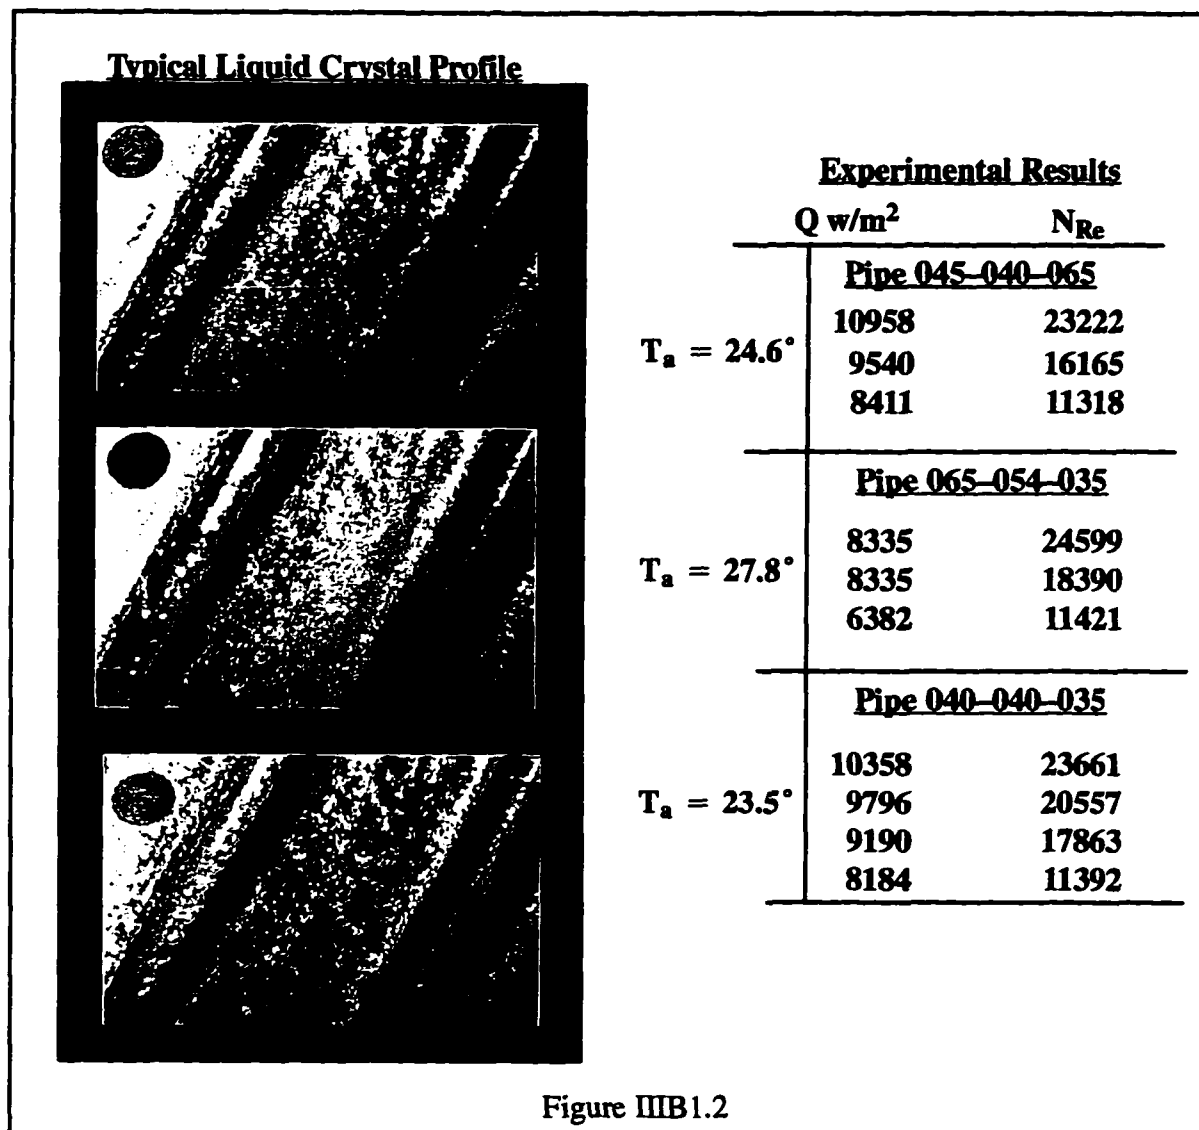 Typical Liquid Crystal Profile
Experimental Results
Q w/m² N_Re
Pipe 045–040–065
T_a = 24.6°
10958 23222
9540 16165
8411 11318
Pipe 065–054–035
T_a = 27.8°
8335 24599
8335 18390
6382 11421
Pipe 040–040–035
T_a = 23.5°
10358 23661
9796 20557
9190 17863
8184 11392
Figure IIIB1.2